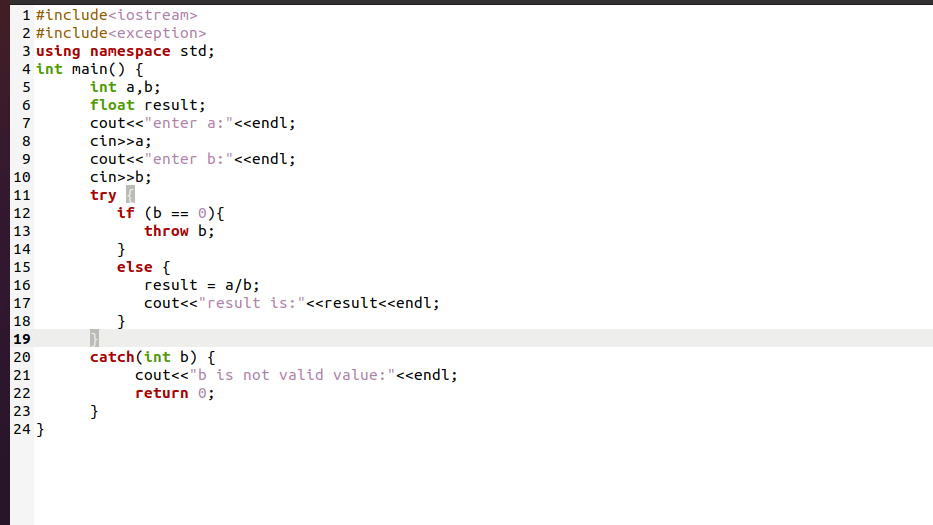 1 #include<iostream>
2 #include<exception>
3 using namespace std;
4 int main() {
5       int a,b;
6       float result;
7       cout<<"enter a:"<<endl;
8       cin>>a;
9       cout<<"enter b:"<<endl;
10       cin>>b;
11       try {
12          if (b == 0){
13             throw b;
14          }
15          else {
16             result = a/b;
17             cout<<"result is:"<<result<<endl;
18          }
19       }
20       catch(int b) {
21            cout<<"b is not valid value:"<<endl;
22            return 0;
23       }
24 }